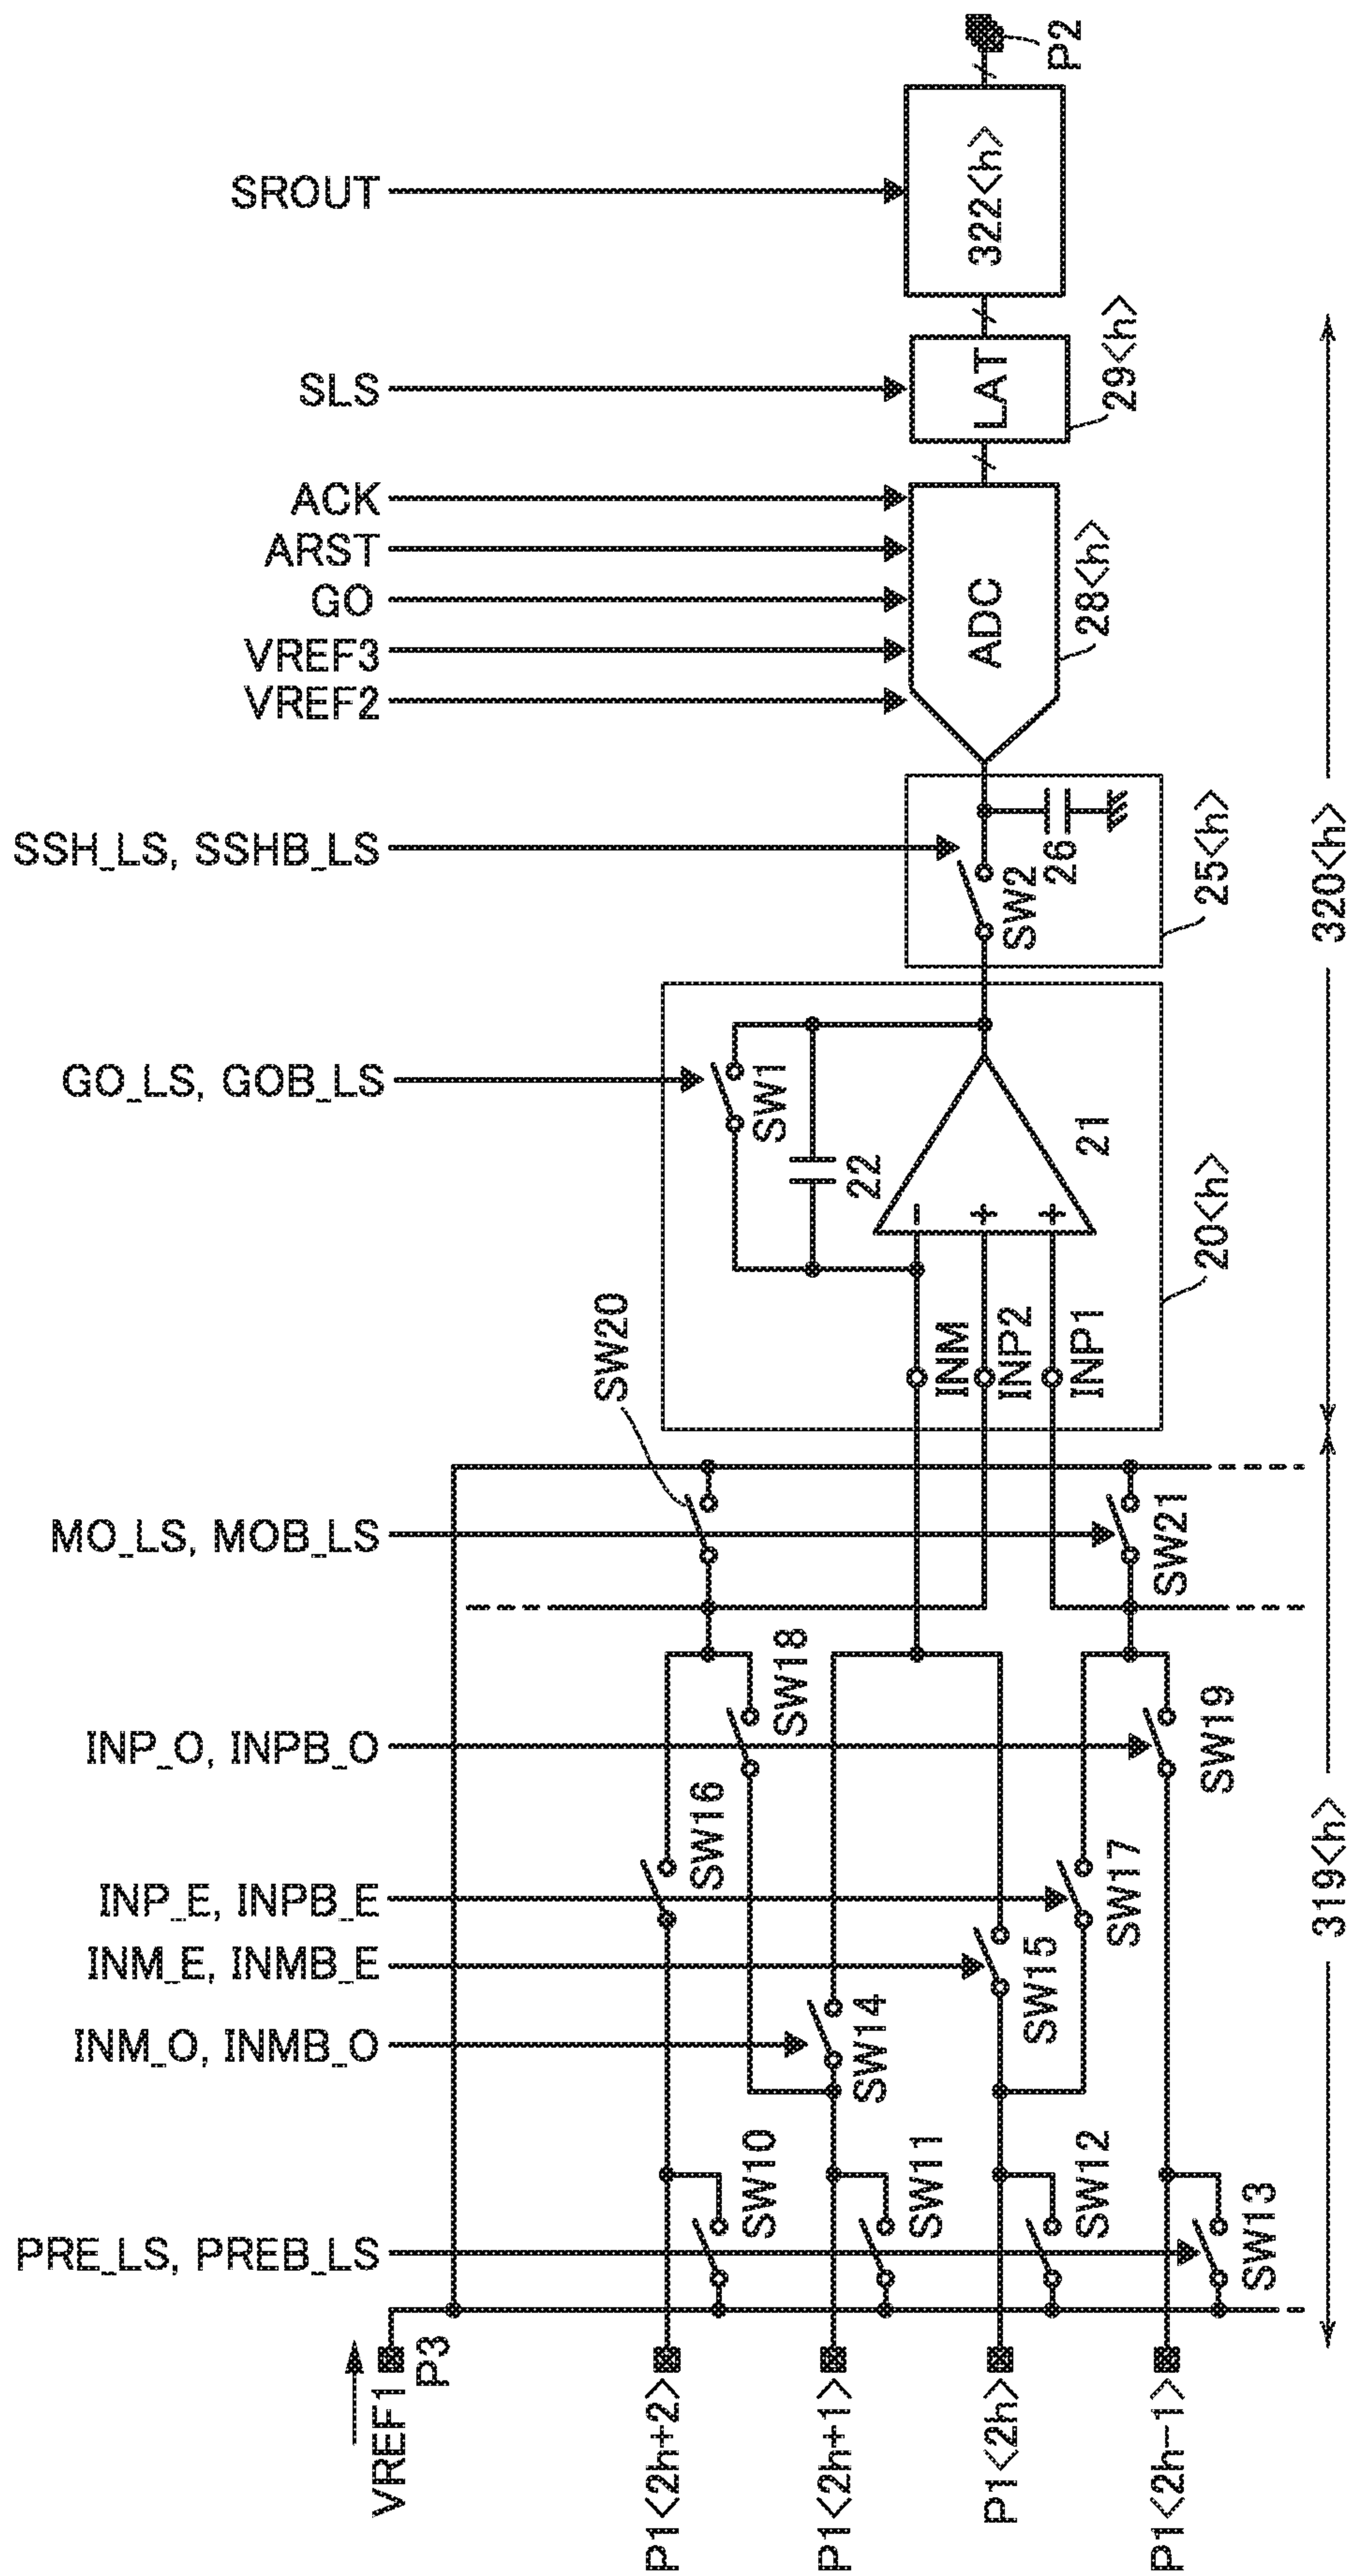 SROUT
SLS
ACK
ARST
GO
VREF3
VREF2
SSH_LS, SSHB_LS
GO_LS, GOB_LS
MO_LS, MOB_LS
INP_O, INPB_O
INP_E, INPB_E
INM_E, INMB_E
INM_O, INMB_O
PRE_LS, PREB_LS
P2
322<h>
LAT
29<h>
ADC
28<h>
SW2
26
25<h>
320<h>
SW1
22
21
20<h>
INM
INP2
INP1
SW20
SW21
SW18
SW19
SW16
SW17
SW15
SW14
319<h>
SW10
SW11
SW12
SW13
VREF1
P3
P1<2h+2>
P1<2h+1>
P1<2h>
P1<2h-1>
-
+
+